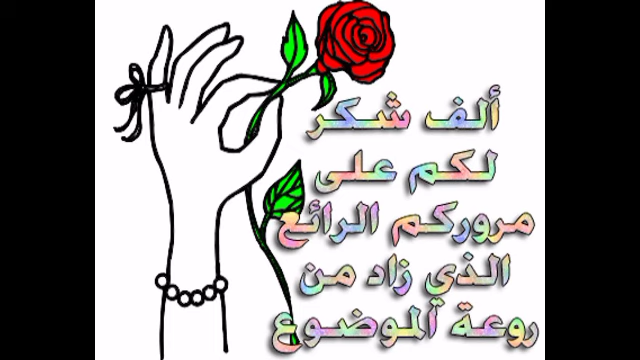 ألف شكر
لكم على
مروركم الرائع
الذي زاد من
روعة الموضوع